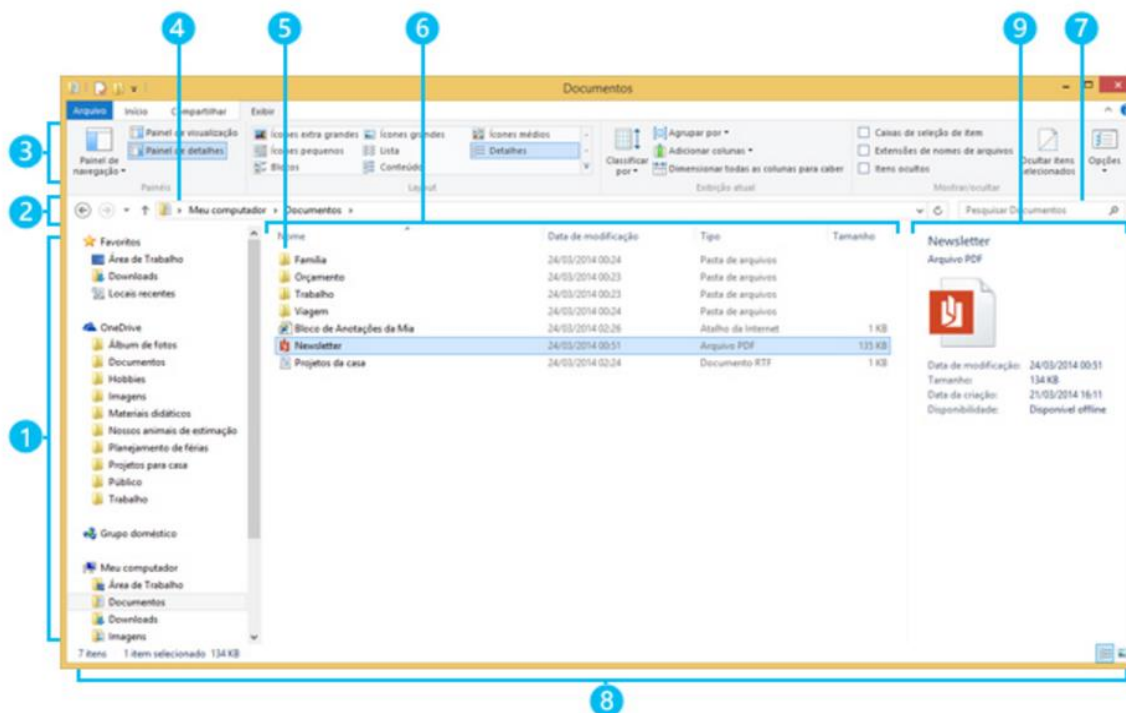 4 5 6 9 7
Documentos
Arquivo Início Compartilhar Exibir
Painel de visualização Ícones extra grandes Ícones grandes Ícones médios Agrupar por Caixas de seleção de item
3 Painel de detalhes Ícones pequenos Lista Detalhes Adicionar colunas Extensões de nomes de arquivos
Painel de navegação Blocos Conteúdo Classificar por Dimensionar todas as colunas para caber Itens ocultos Ocultar itens selecionados Opções
Painéis Layout Exibição atual Mostrar/ocultar
2 Meu computador Documentos Pesquisar Documentos
Nome Data de modificação Tipo Tamanho Newsletter
Favoritos Arquivo PDF
Área de Trabalho Família 24/03/2014 00:24 Pasta de arquivos
Downloads Orçamento 24/03/2014 00:23 Pasta de arquivos
Locais recentes Trabalho 24/03/2014 00:23 Pasta de arquivos
Viagem 24/03/2014 00:24 Pasta de arquivos
OneDrive Bloco de Anotações da Mia 24/03/2014 02:26 Atalho da Internet 1 KB
Álbum de fotos Newsletter 24/03/2014 00:51 Arquivo PDF 135 KB
Documentos Projetos da casa 24/03/2014 02:24 Documento RTF 1 KB
Data de modificação: 24/03/2014 00:51
Hobbies Tamanho: 134 KB
Imagens Data da criação: 21/03/2014 16:11
Materiais didáticos Disponibilidade: Disponível offline
1 Nossos animais de estimação
Planejamento de férias
Projetos para casa
Público
Trabalho
Grupo doméstico
Meu computador
Área de Trabalho
Documentos
Downloads
Imagens
7 itens 1 item selecionado 134 KB
8